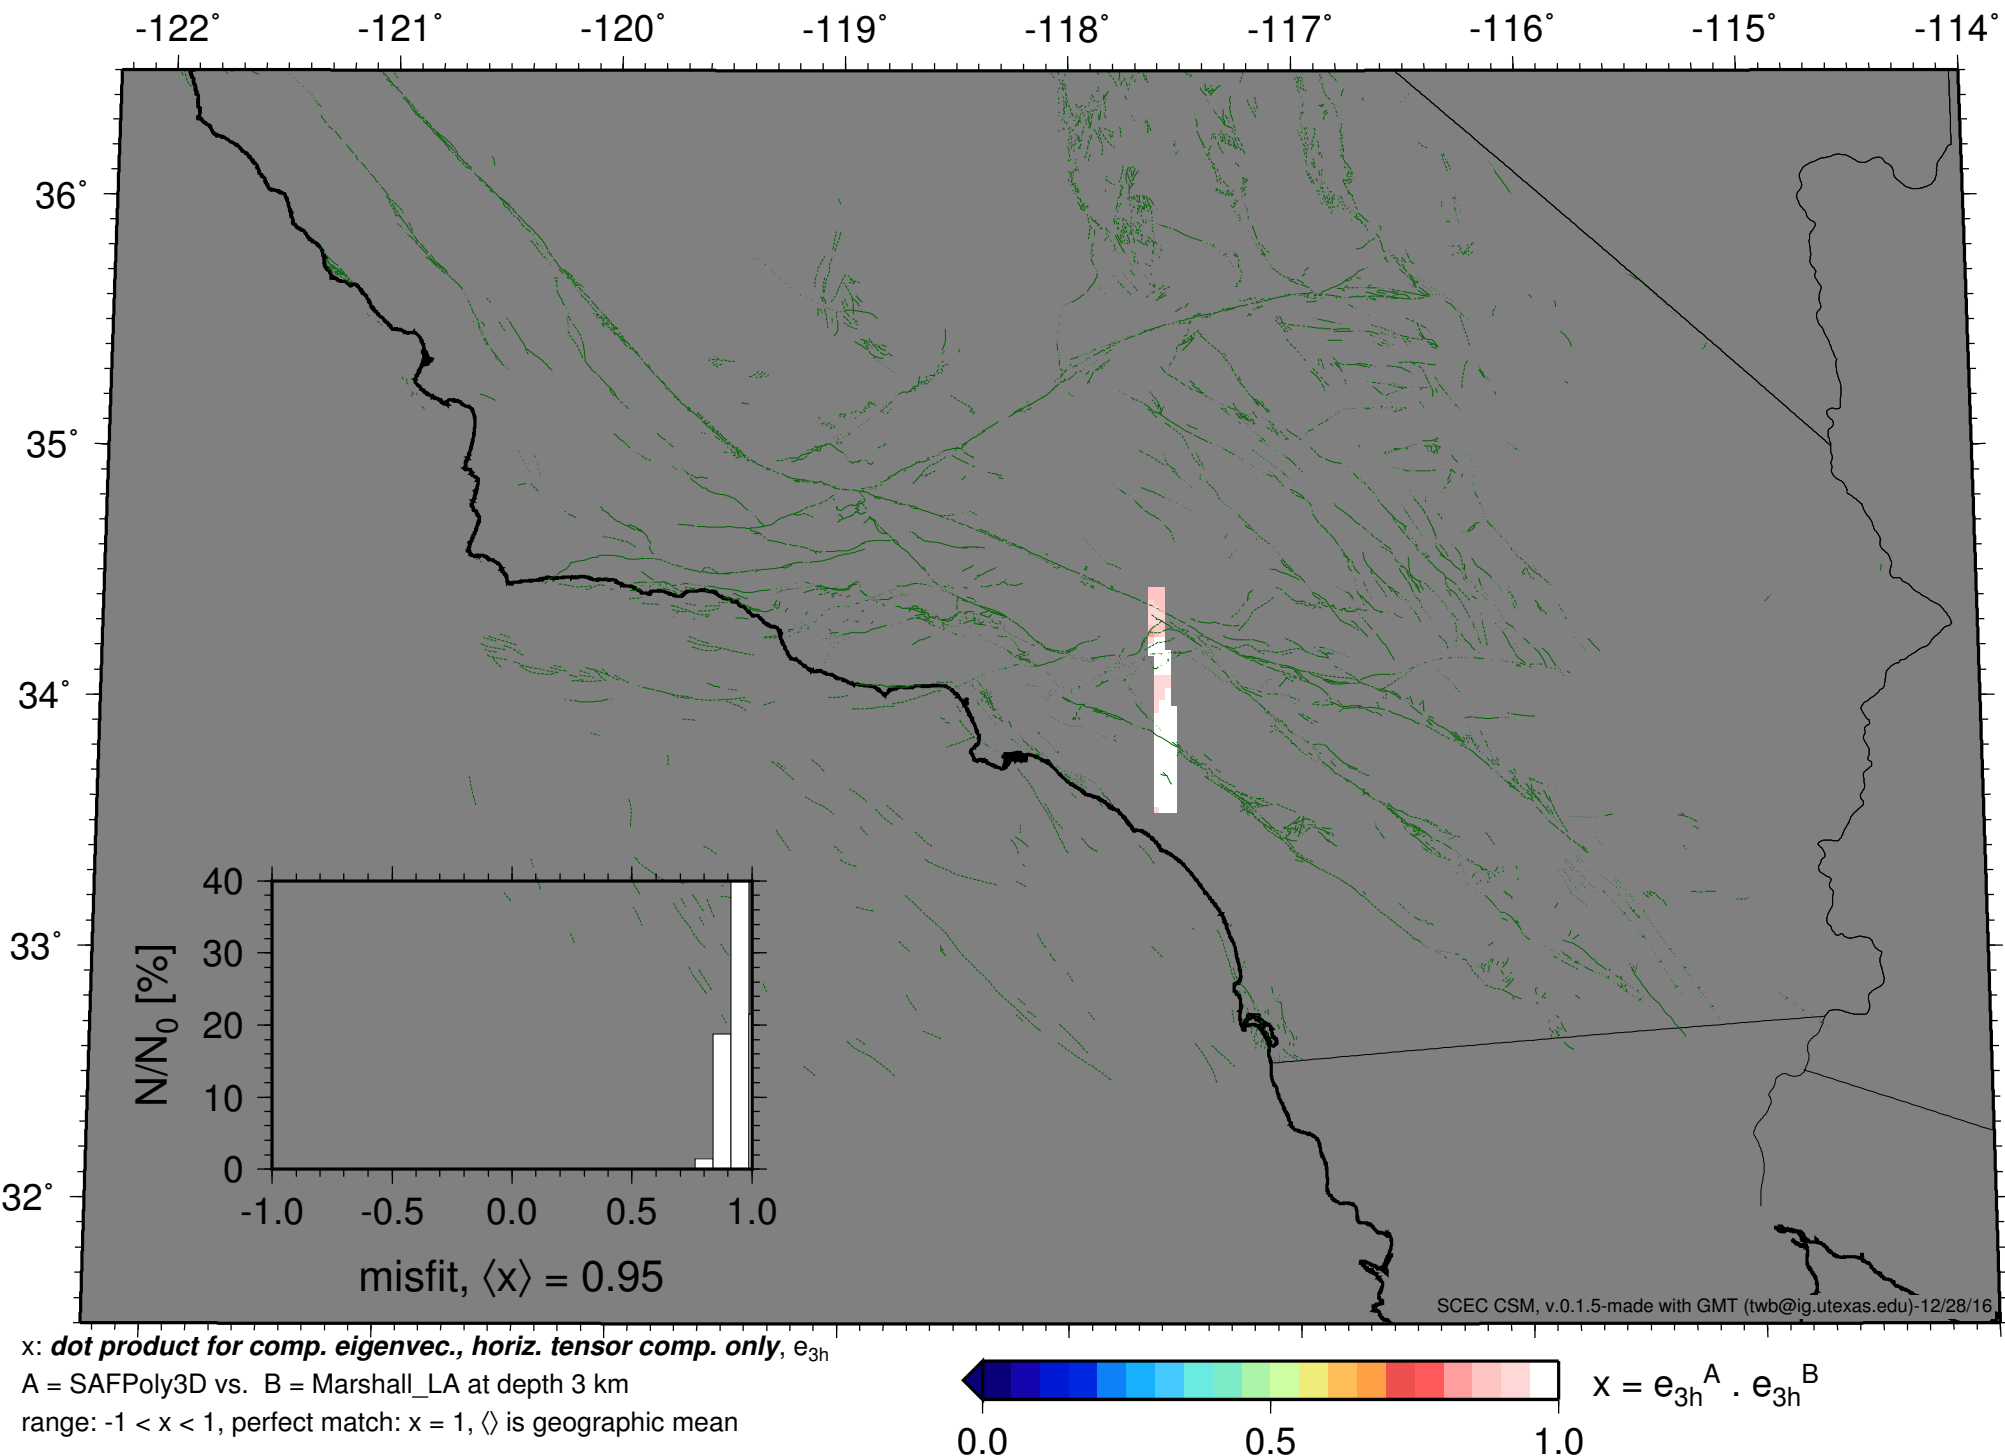 -122° -121° -120° -119° -118° -117° -116° -115° -114°
36°
35°
34°
33°
32°
40
30
20
10
0
N/N0 [%]
-1.0 -0.5 0.0 0.5 1.0
misfit, ⟨x⟩ = 0.95
SCEC CSM, v.0.1.5-made with GMT (twb@ig.utexas.edu)-12/28/16
x: dot product for comp. eigenvec., horiz. tensor comp. only, e3h
A = SAFPoly3D vs. B = Marshall_LA at depth 3 km
range: -1 < x < 1, perfect match: x = 1, ⟨⟩ is geographic mean
x = e3hA . e3hB
0.0 0.5 1.0